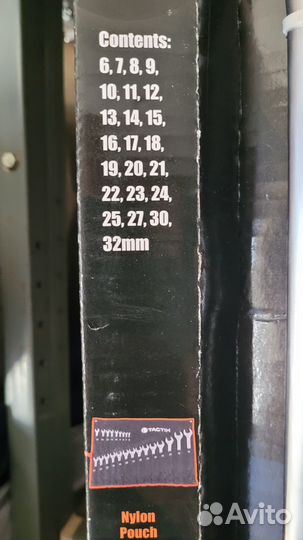 Contents:
6, 7, 8, 9,
10, 11, 12,
13, 14, 15,
16, 17, 18,
19, 20, 21,
22, 23, 24,
25, 27, 30,
32mm
TACTIX
Nylon
Pouch
Avito